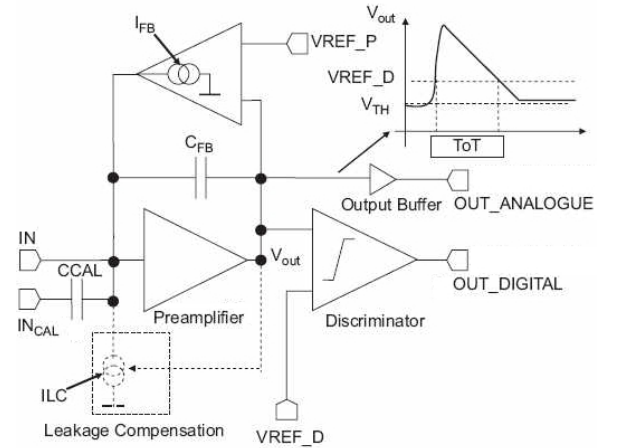 I_FB
VREF_P
V_out
VREF_D
V_TH
ToT
C_FB
Output Buffer
OUT_ANALOGUE
IN
CCAL
IN_CAL
V_out
Preamplifier
Discriminator
OUT_DIGITAL
ILC
Leakage Compensation
VREF_D